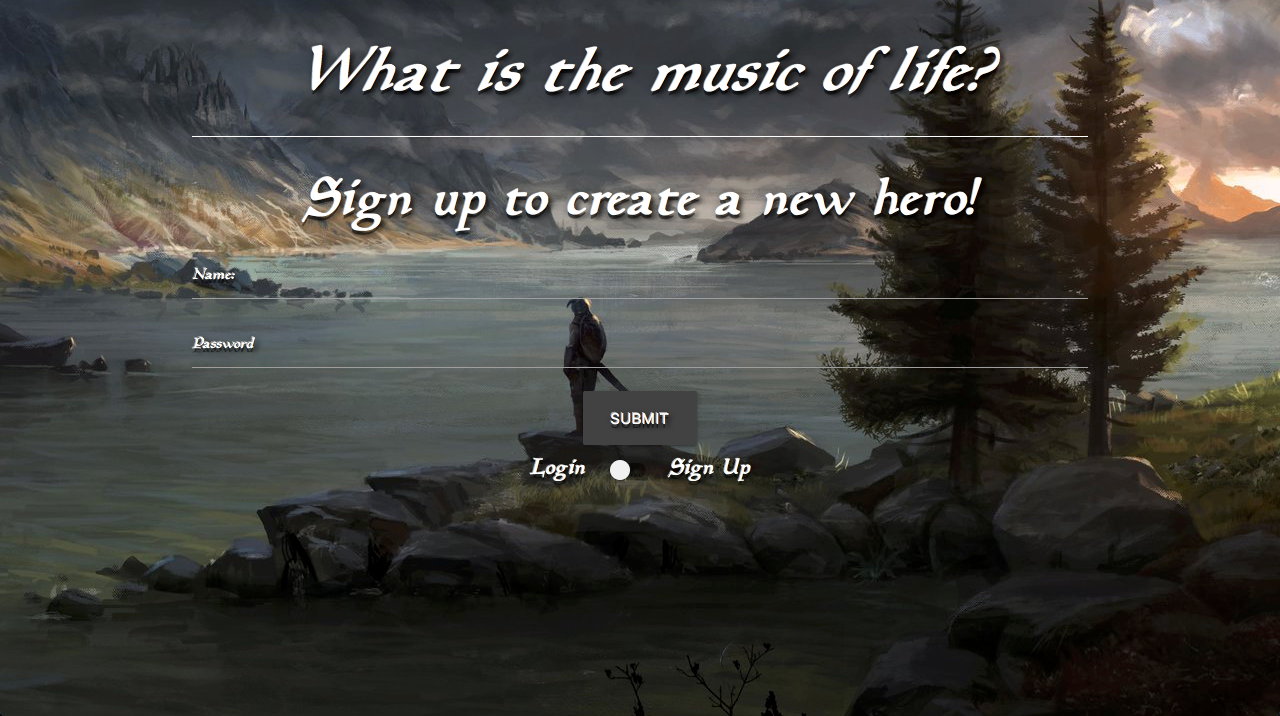 What is the music of life?
Sign up to create a new hero!
Name:
Password
SUBMIT
Login Sign Up